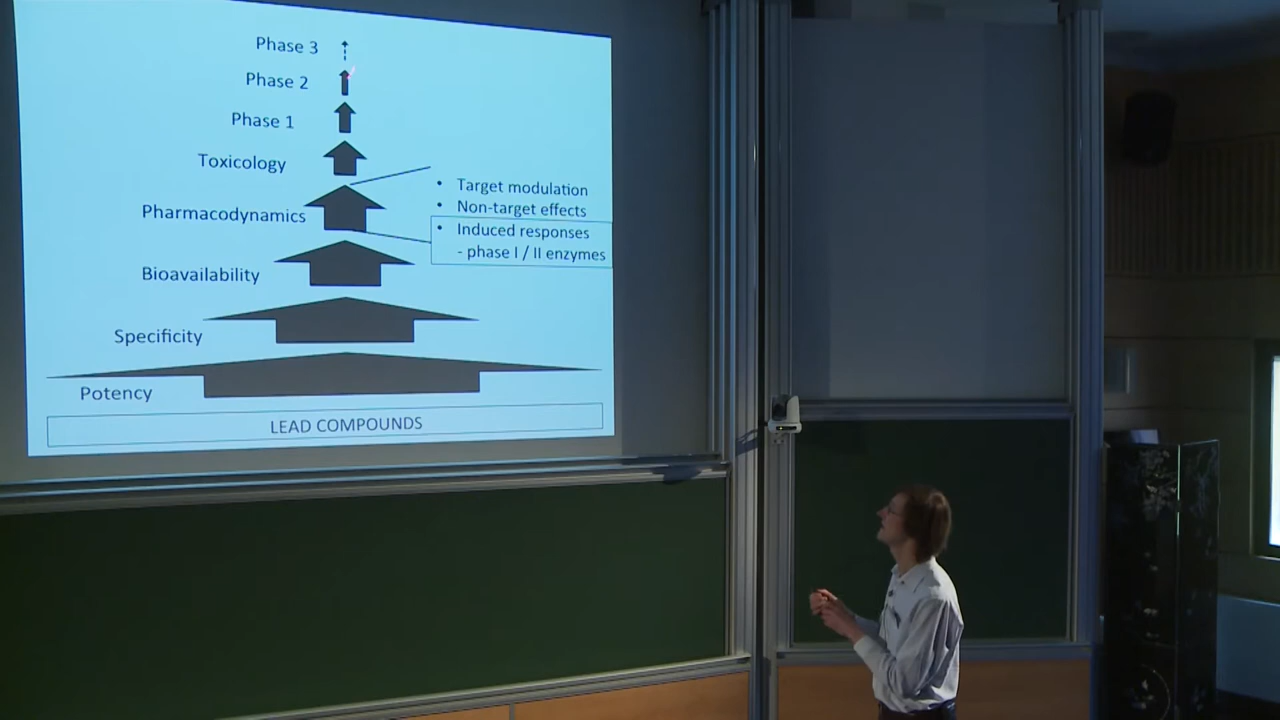 Phase 3
Phase 2
Phase 1
Toxicology
Pharmacodynamics
• Target modulation
• Non-target effects
• Induced responses
- phase I / II enzymes
Bioavailability
Specificity
Potency
LEAD COMPOUNDS